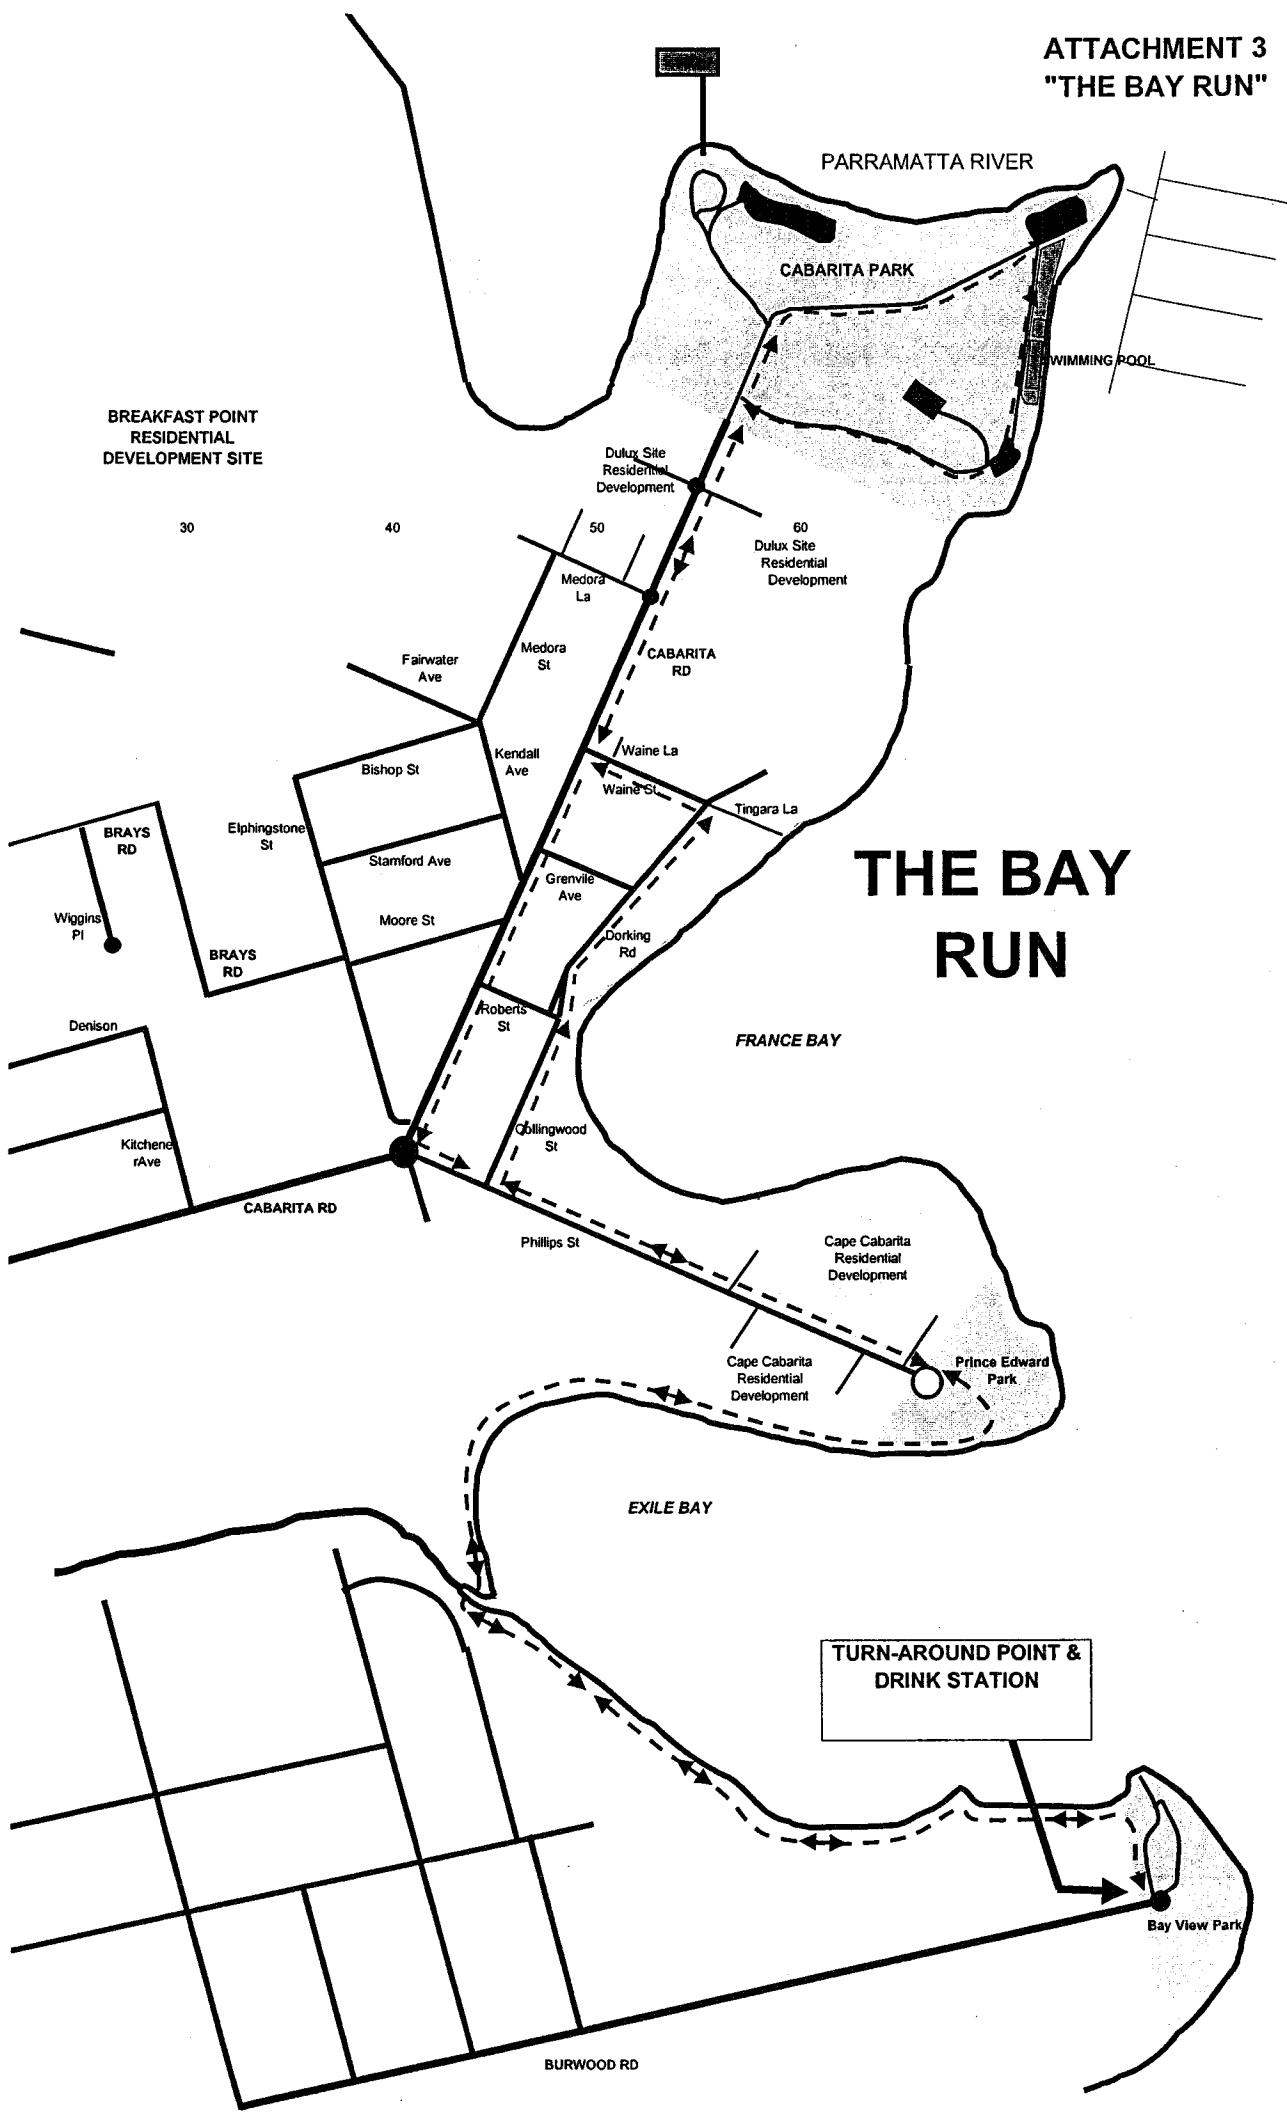 ATTACHMENT 3
"THE BAY RUN"
PARRAMATTA RIVER
CABARITA PARK
WIMMING POOL
BREAKFAST POINT
RESIDENTIAL
DEVELOPMENT SITE
Dulux Site
Residential
Development
30
40
50
60
Dulux Site
Residential
Development
Medora
La
Medora
St
CABARITA
RD
Fairwater
Ave
Kendall
Ave
Waine La
Bishop St
Waine St
Tingara La
Elphingstone
St
BRAYS
RD
Stamford Ave
THE BAY
RUN
Grenvile
Ave
Wiggins
Pl
Moore St
Dorking
Rd
BRAYS
RD
Roberts
St
Denison
FRANCE BAY
Collingwood
St
Kitchene
rAve
CABARITA RD
Phillips St
Cape Cabarita
Residential
Development
Cape Cabarita
Residential
Development
Prince Edward
Park
EXILE BAY
TURN-AROUND POINT &
DRINK STATION
Bay View Park
BURWOOD RD